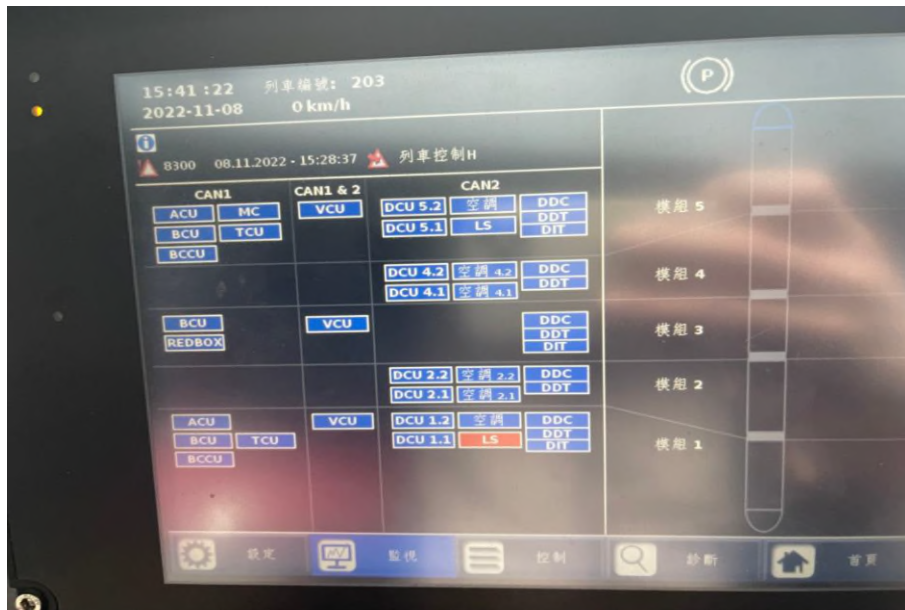 15:41:22 列車編號: 203
2022-11-08 0 km/h
(P)
8300 08.11.2022 - 15:28:37 列車控制H
CAN1 CAN1 & 2 CAN2
ACU MC VCU DCU 5.2 空調 DDC
BCU TCU DCU 5.1 LS DDT
BCCU DIT
模組 5
DCU 4.2 空調 4.2 DDC
DCU 4.1 空調 4.1 DDT
模組 4
BCU VCU DDC
REDBOX DDT
DIT
模組 3
DCU 2.2 空調 2.2 DDC
DCU 2.1 空調 2.1 DDT
模組 2
ACU VCU DCU 1.2 空調 DDC
BCU TCU DCU 1.1 LS DDT
BCCU DIT
模組 1
設定 監視 控制 診斷 首頁